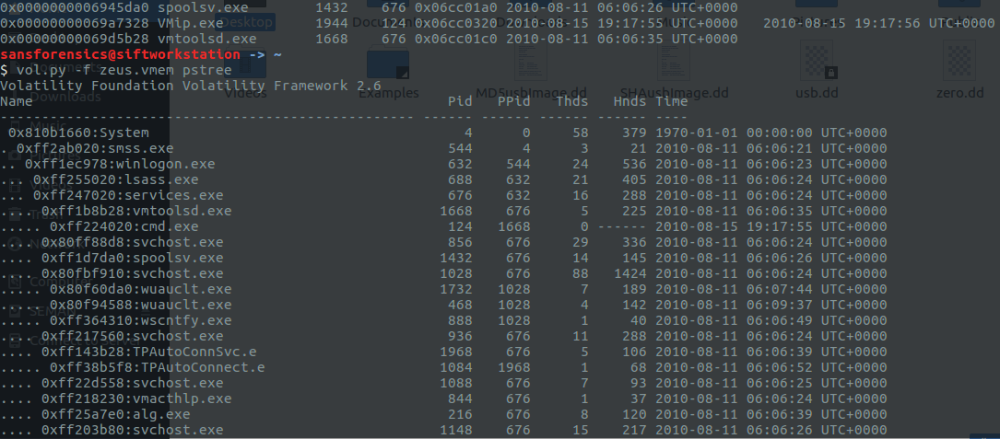 0x0000000006945da0 spoolsv.exe 1432 676 0x06cc01a0 2010-08-11 06:06:26 UTC+0000
0x00000000069a7328 VMip.exe 1944 124 0x06cc0320 2010-08-15 19:17:55 UTC+0000 2010-08-15 19:17:56 UTC+0000
0x00000000069d5b28 vmtoolsd.exe 1668 676 0x06cc01c0 2010-08-11 06:06:35 UTC+0000
Desktop
sansforensics@siftworkstation -> ~
$ vol.py -f zeus.vmem pstree
Volatility Foundation Volatility Framework 2.6
Videos Examples MD5usbImage.dd SHAusbImage.dd usb.dd zero.dd
Name Pid PPid Thds Hnds Time
-------------------------------------------------- ------ ------ ------ ------ ----
0x810b1660:System 4 0 58 379 1970-01-01 00:00:00 UTC+0000
. 0xff2ab020:smss.exe 544 4 3 21 2010-08-11 06:06:21 UTC+0000
.. 0xff1ec978:winlogon.exe 632 544 24 536 2010-08-11 06:06:23 UTC+0000
... 0xff255020:lsass.exe 688 632 21 405 2010-08-11 06:06:24 UTC+0000
... 0xff247020:services.exe 676 632 16 288 2010-08-11 06:06:24 UTC+0000
.... 0xff1b8b28:vmtoolsd.exe 1668 676 5 225 2010-08-11 06:06:35 UTC+0000
..... 0xff224020:cmd.exe 124 1668 0 ------ 2010-08-15 19:17:55 UTC+0000
.... 0x80ff88d8:svchost.exe 856 676 29 336 2010-08-11 06:06:24 UTC+0000
.... 0xff1d7da0:spoolsv.exe 1432 676 14 145 2010-08-11 06:06:26 UTC+0000
.... 0x80fbf910:svchost.exe 1028 676 88 1424 2010-08-11 06:06:24 UTC+0000
..... 0x80f60da0:wuauclt.exe 1732 1028 7 189 2010-08-11 06:07:44 UTC+0000
..... 0x80f94588:wuauclt.exe 468 1028 4 142 2010-08-11 06:09:37 UTC+0000
..... 0xff364310:wscntfy.exe 888 1028 1 40 2010-08-11 06:06:49 UTC+0000
.... 0xff217560:svchost.exe 936 676 11 288 2010-08-11 06:06:24 UTC+0000
.... 0xff143b28:TPAutoConnSvc.e 1968 676 5 106 2010-08-11 06:06:39 UTC+0000
..... 0xff38b5f8:TPAutoConnect.e 1084 1968 1 68 2010-08-11 06:06:52 UTC+0000
.... 0xff22d558:svchost.exe 1088 676 7 93 2010-08-11 06:06:25 UTC+0000
.... 0xff218230:vmacthlp.exe 844 676 1 37 2010-08-11 06:06:24 UTC+0000
.... 0xff25a7e0:alg.exe 216 676 8 120 2010-08-11 06:06:39 UTC+0000
.... 0xff203b80:svchost.exe 1148 676 15 217 2010-08-11 06:06:26 UTC+0000